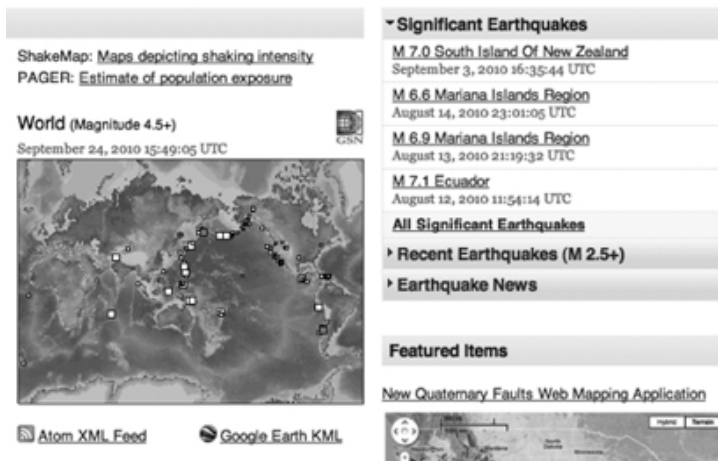 ShakeMap: Maps depicting shaking intensity
PAGER: Estimate of population exposure
World (Magnitude 4.5+)
GSN
September 24, 2010 15:49:05 UTC
Atom XML Feed
Google Earth KML
Significant Earthquakes
M 7.0 South Island Of New Zealand
September 3, 2010 16:35:44 UTC
M 6.6 Mariana Islands Region
August 14, 2010 23:01:05 UTC
M 6.9 Mariana Islands Region
August 13, 2010 21:19:32 UTC
M 7.1 Ecuador
August 12, 2010 11:54:14 UTC
All Significant Earthquakes
Recent Earthquakes (M 2.5+)
Earthquake News
Featured Items
New Quaternary Faults Web Mapping Application
Hybrid
Terrain